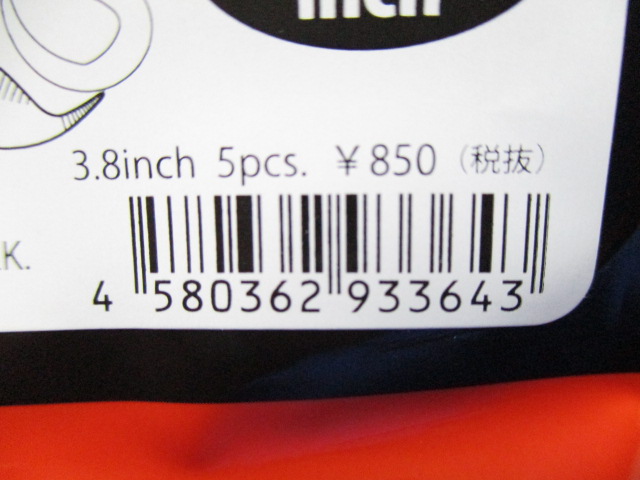 inch
3.8inch 5pcs. ￥850（税抜）
K.
4 580362 933643